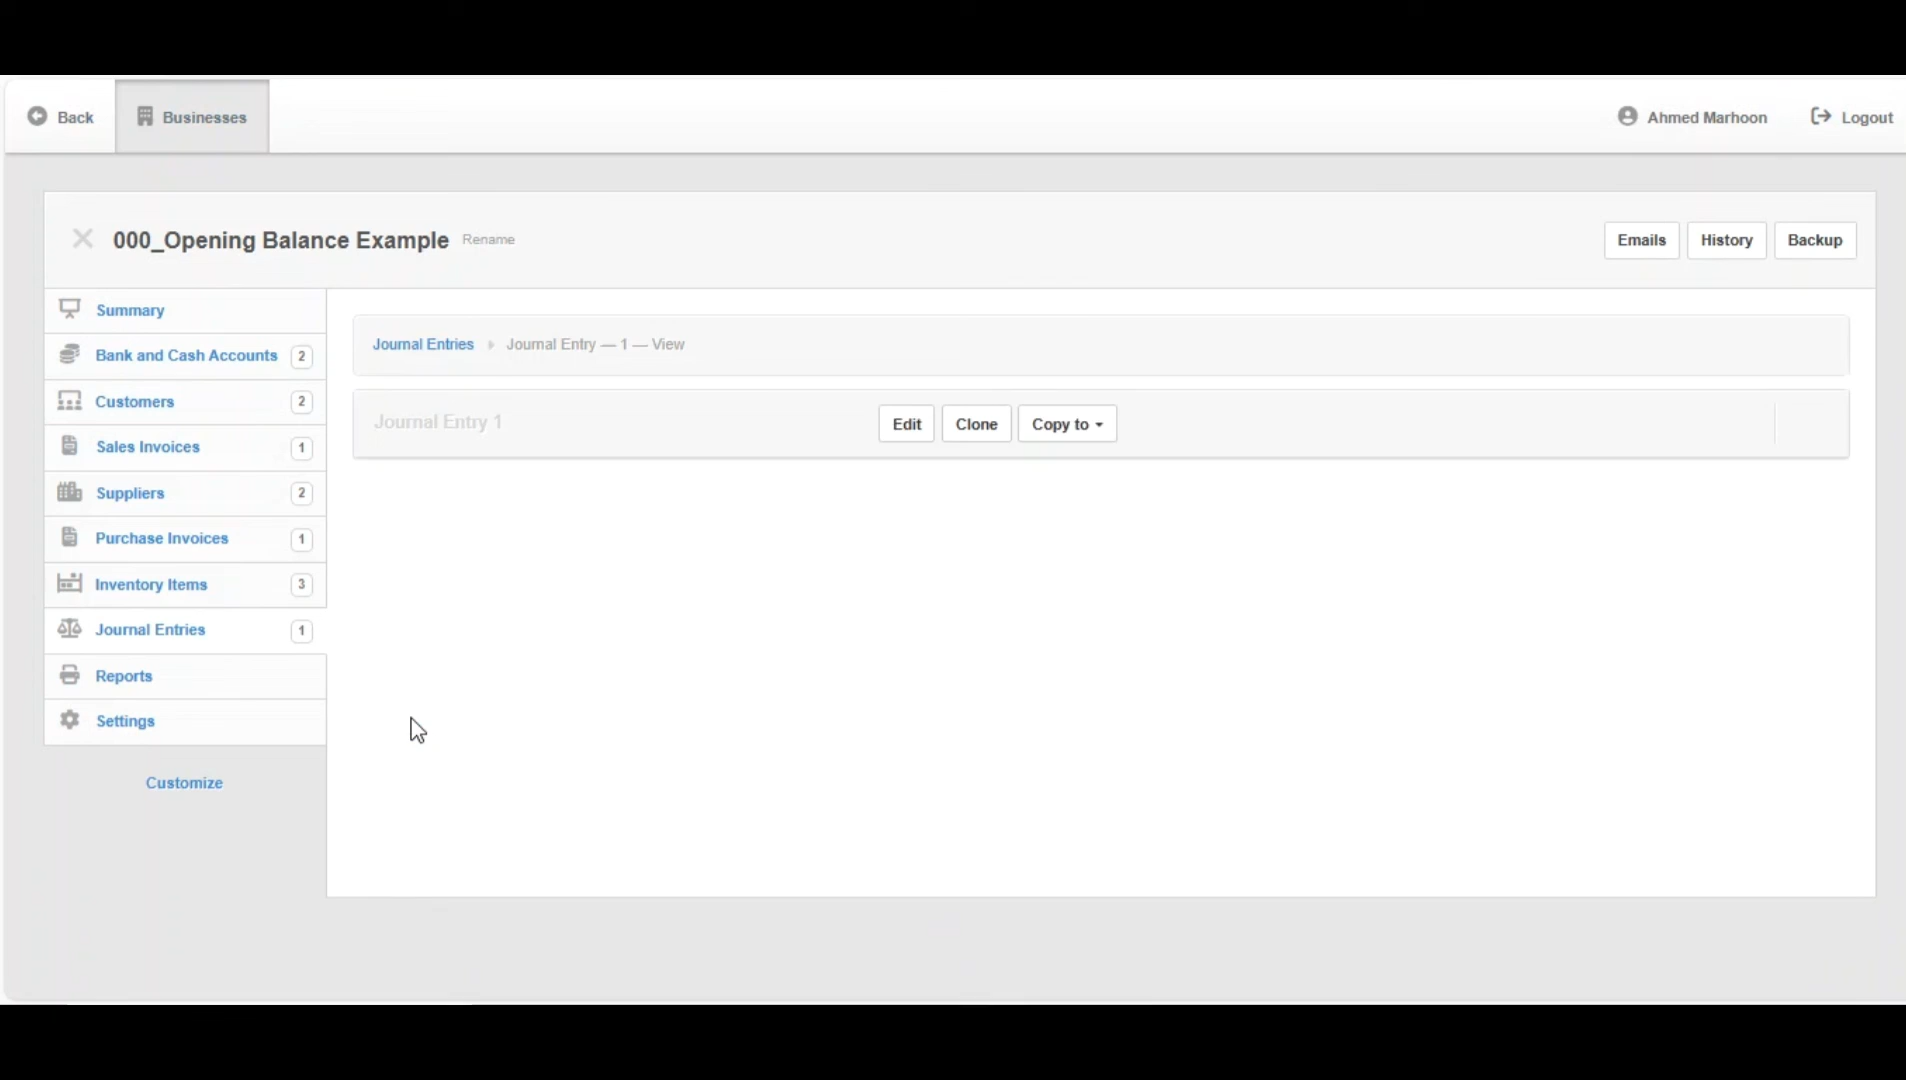 Back
Businesses
Ahmed Marhoon
Logout
000_Opening Balance Example
Rename
Emails
History
Backup
Summary
Bank and Cash Accounts 2
Customers 2
Sales Invoices 1
Suppliers 2
Purchase Invoices 1
Inventory Items 3
Journal Entries 1
Reports
Settings
Customize
Journal Entries Journal Entry — 1 — View
Journal Entry 1
Edit
Clone
Copy to